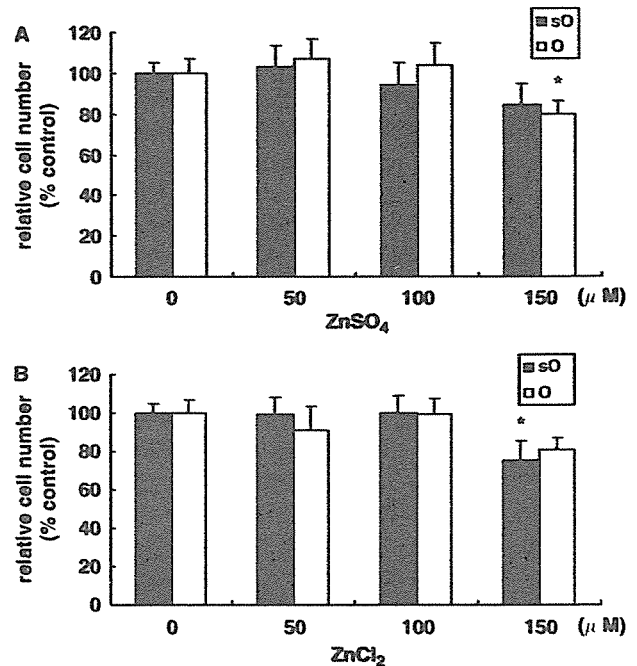 A
sO
O
relative cell number
(% control)
120
100
80
60
40
20
0
*
0 50 100 150 (μ M)
ZnSO4
B
sO
O
relative cell number
(% control)
120
100
80
60
40
20
0
*
0 50 100 150 (μ M)
ZnCl2